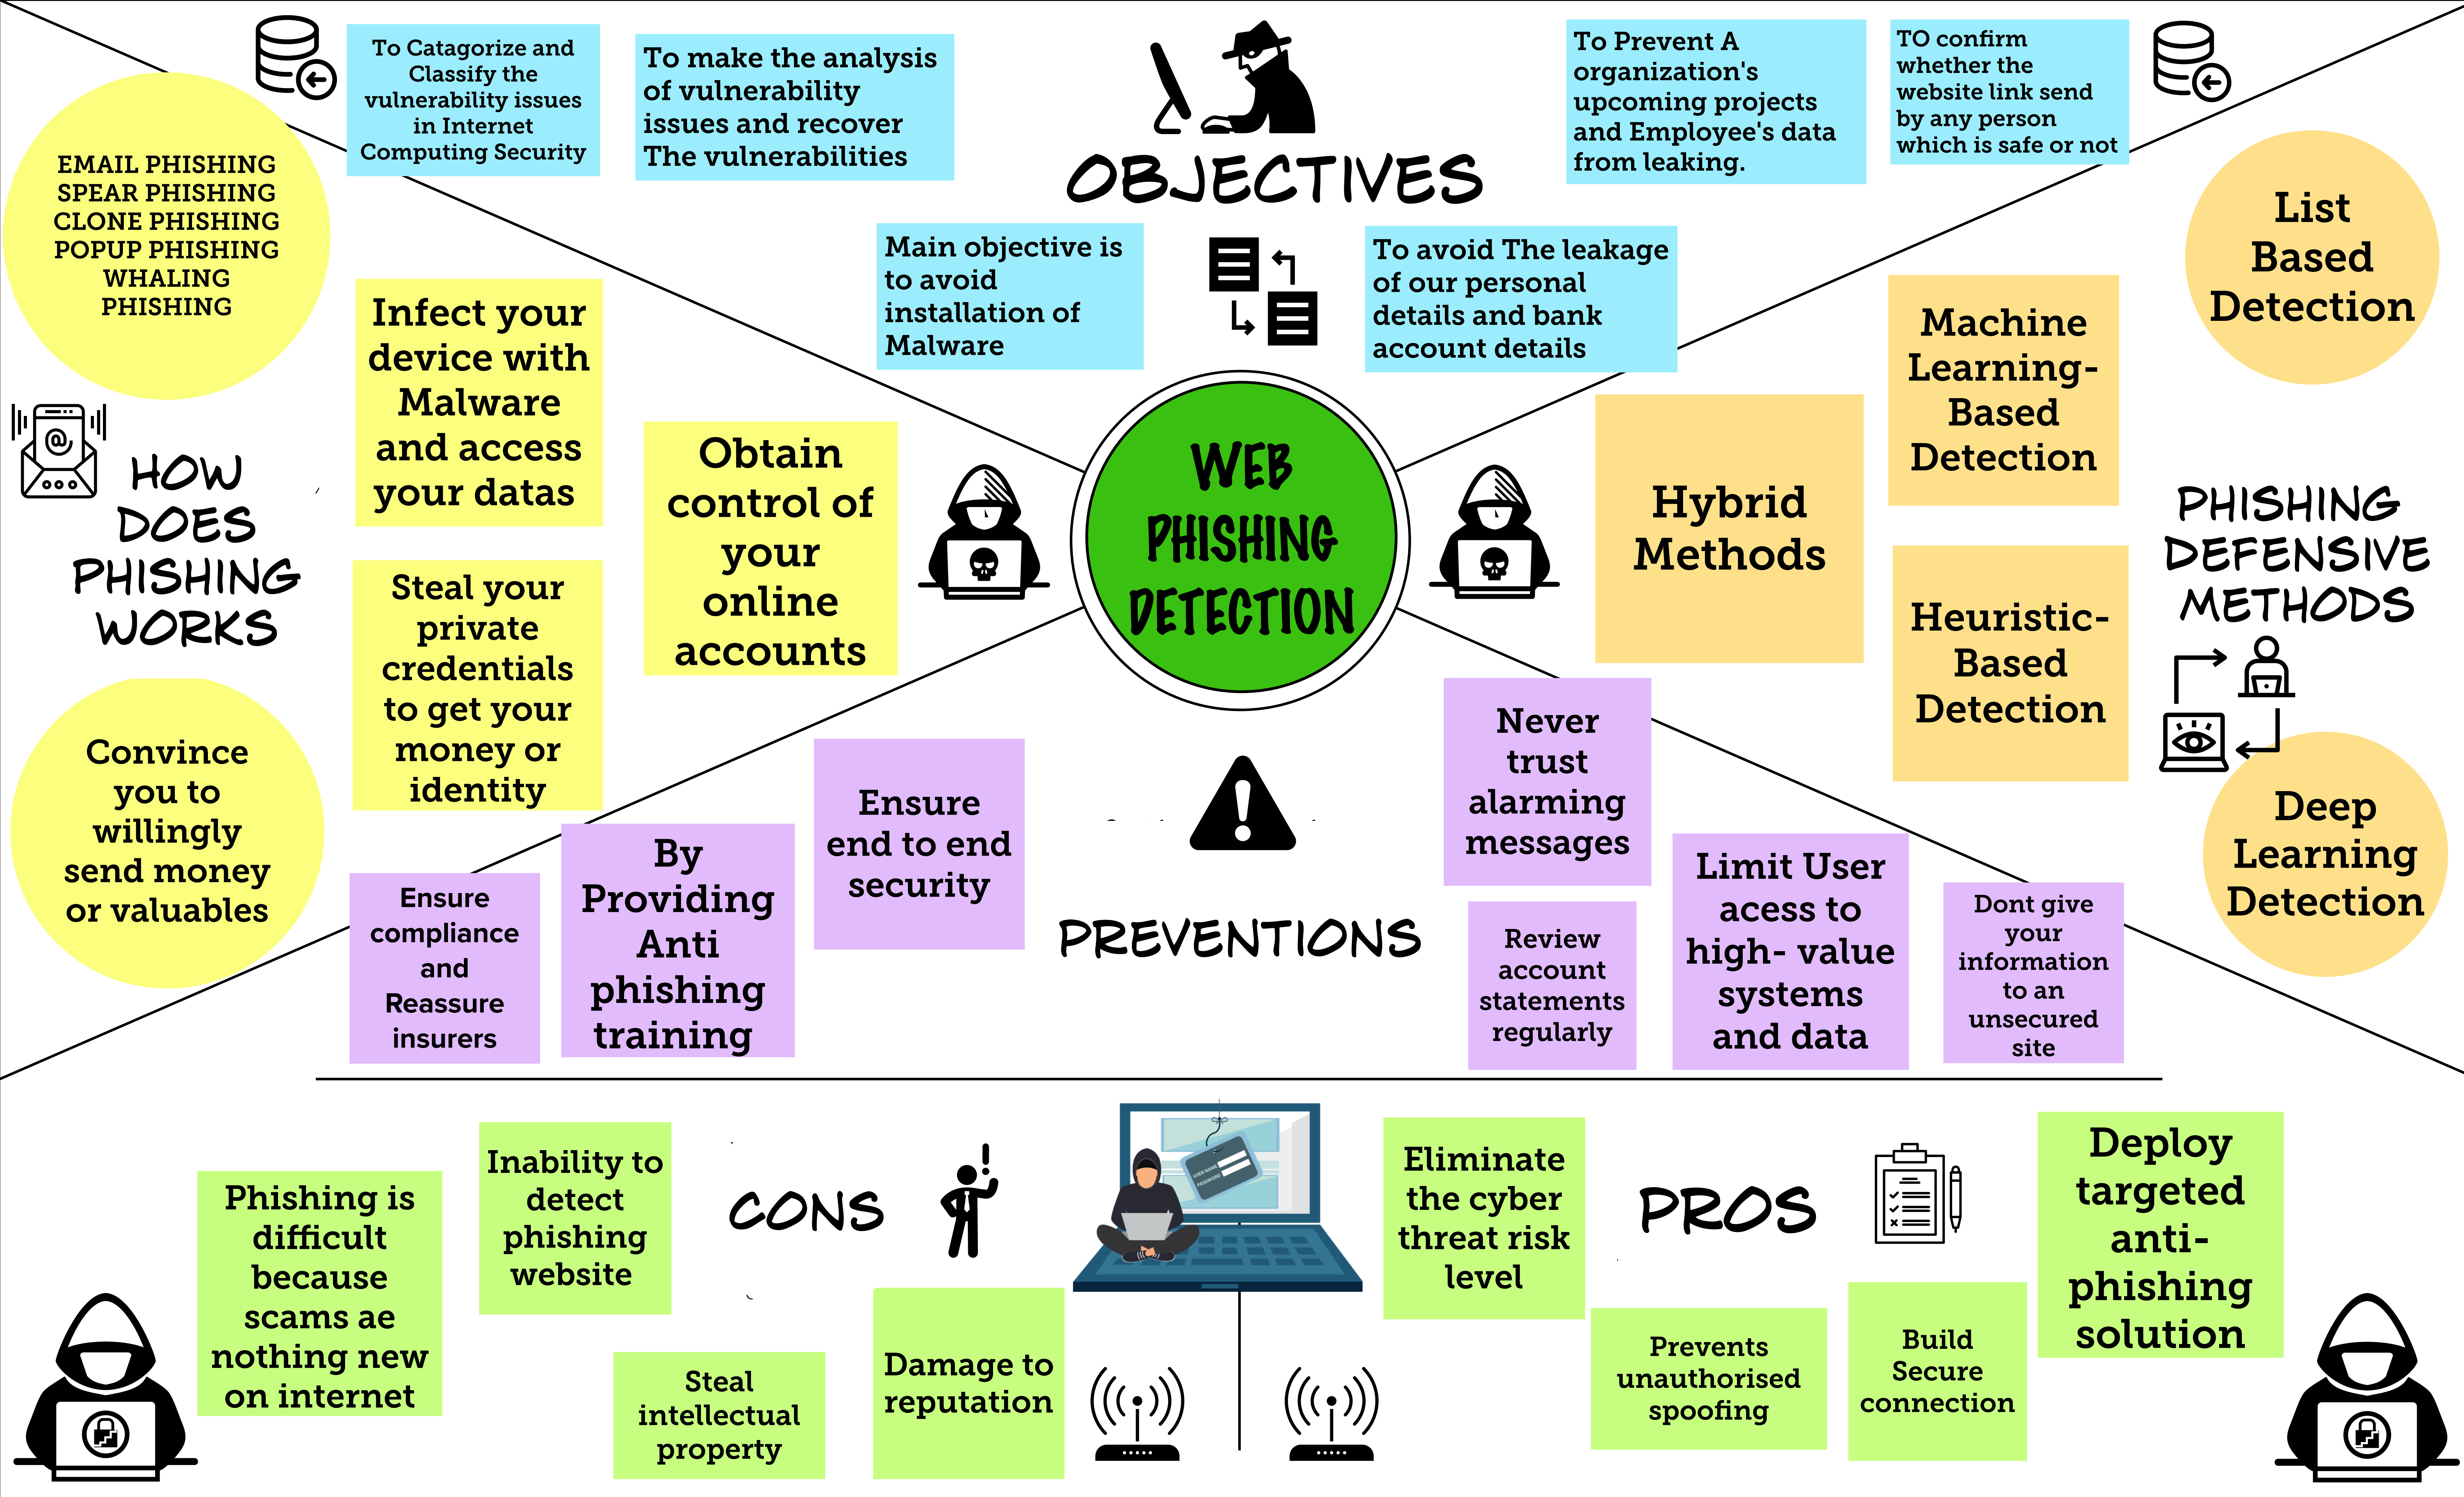 To Catagorize and
Classify the
vulnerability issues
in Internet
Computing Security
To make the analysis
of vulnerability
issues and recover
The vulnerabilities
OBJECTIVES
To Prevent A
organization's
upcoming projects
and Employee's data
from leaking.
TO confirm
whether the
website link send
by any person
which is safe or not
Main objective is
to avoid
installation of
Malware
To avoid The leakage
of our personal
details and bank
account details
EMAIL PHISHING
SPEAR PHISHING
CLONE PHISHING
POPUP PHISHING
WHALING
PHISHING
HOW
DOES
PHISHING
WORKS
Infect your
device with
Malware
and access
your datas
Obtain
control of
your
online
accounts
Steal your
private
credentials
to get your
money or
identity
Convince
you to
willingly
send money
or valuables
WEB
PHISHING
DETECTION
List
Based
Detection
Machine
Learning-
Based
Detection
Hybrid
Methods
PHISHING
DEFENSIVE
METHODS
Heuristic-
Based
Detection
Deep
Learning
Detection
Ensure
compliance
and
Reassure
insurers
By
Providing
Anti
phishing
training
Ensure
end to end
security
PREVENTIONS
Never
trust
alarming
messages
Review
account
statements
regularly
Limit User
acess to
high- value
systems
and data
Dont give
your
information
to an
unsecured
site
Phishing is
difficult
because
scams ae
nothing new
on internet
Inability to
detect
phishing
website
CONS
Steal
intellectual
property
Damage to
reputation
USER NAME
PASSWORD
Eliminate
the cyber
threat risk
level
PROS
Prevents
unauthorised
spoofing
Build
Secure
connection
Deploy
targeted
anti-
phishing
solution